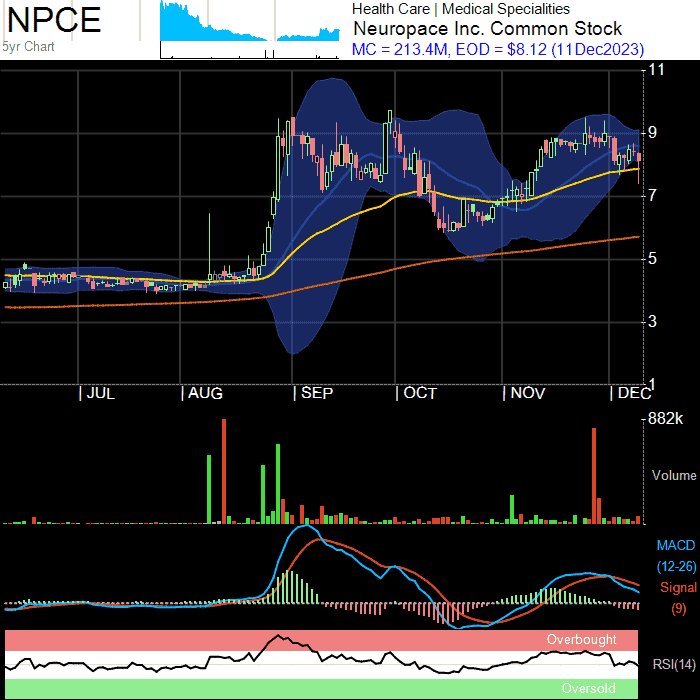 NPCE
5yr Chart
Health Care | Medical Specialities
Neuropace Inc. Common Stock
MC = 213.4M, EOD = $8.12 (11Dec2023)
11
9
7
5
3
1
| JUL | AUG | SEP | OCT | NOV | DEC
882k
Volume
MACD
(12-26)
Signal
(9)
Overbought
RSI(14)
Oversold